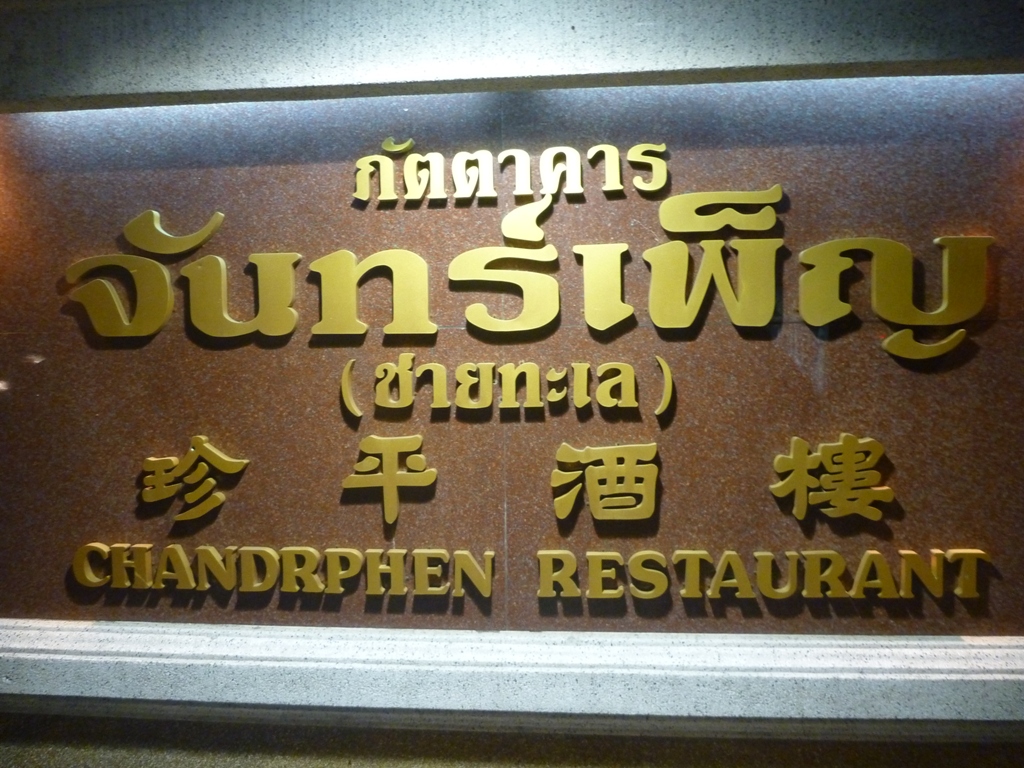 ภัตตาคาร
จันทร์เพ็ญ
(ชายทะเล)
珍平酒樓
CHANDRPHEN RESTAURANT